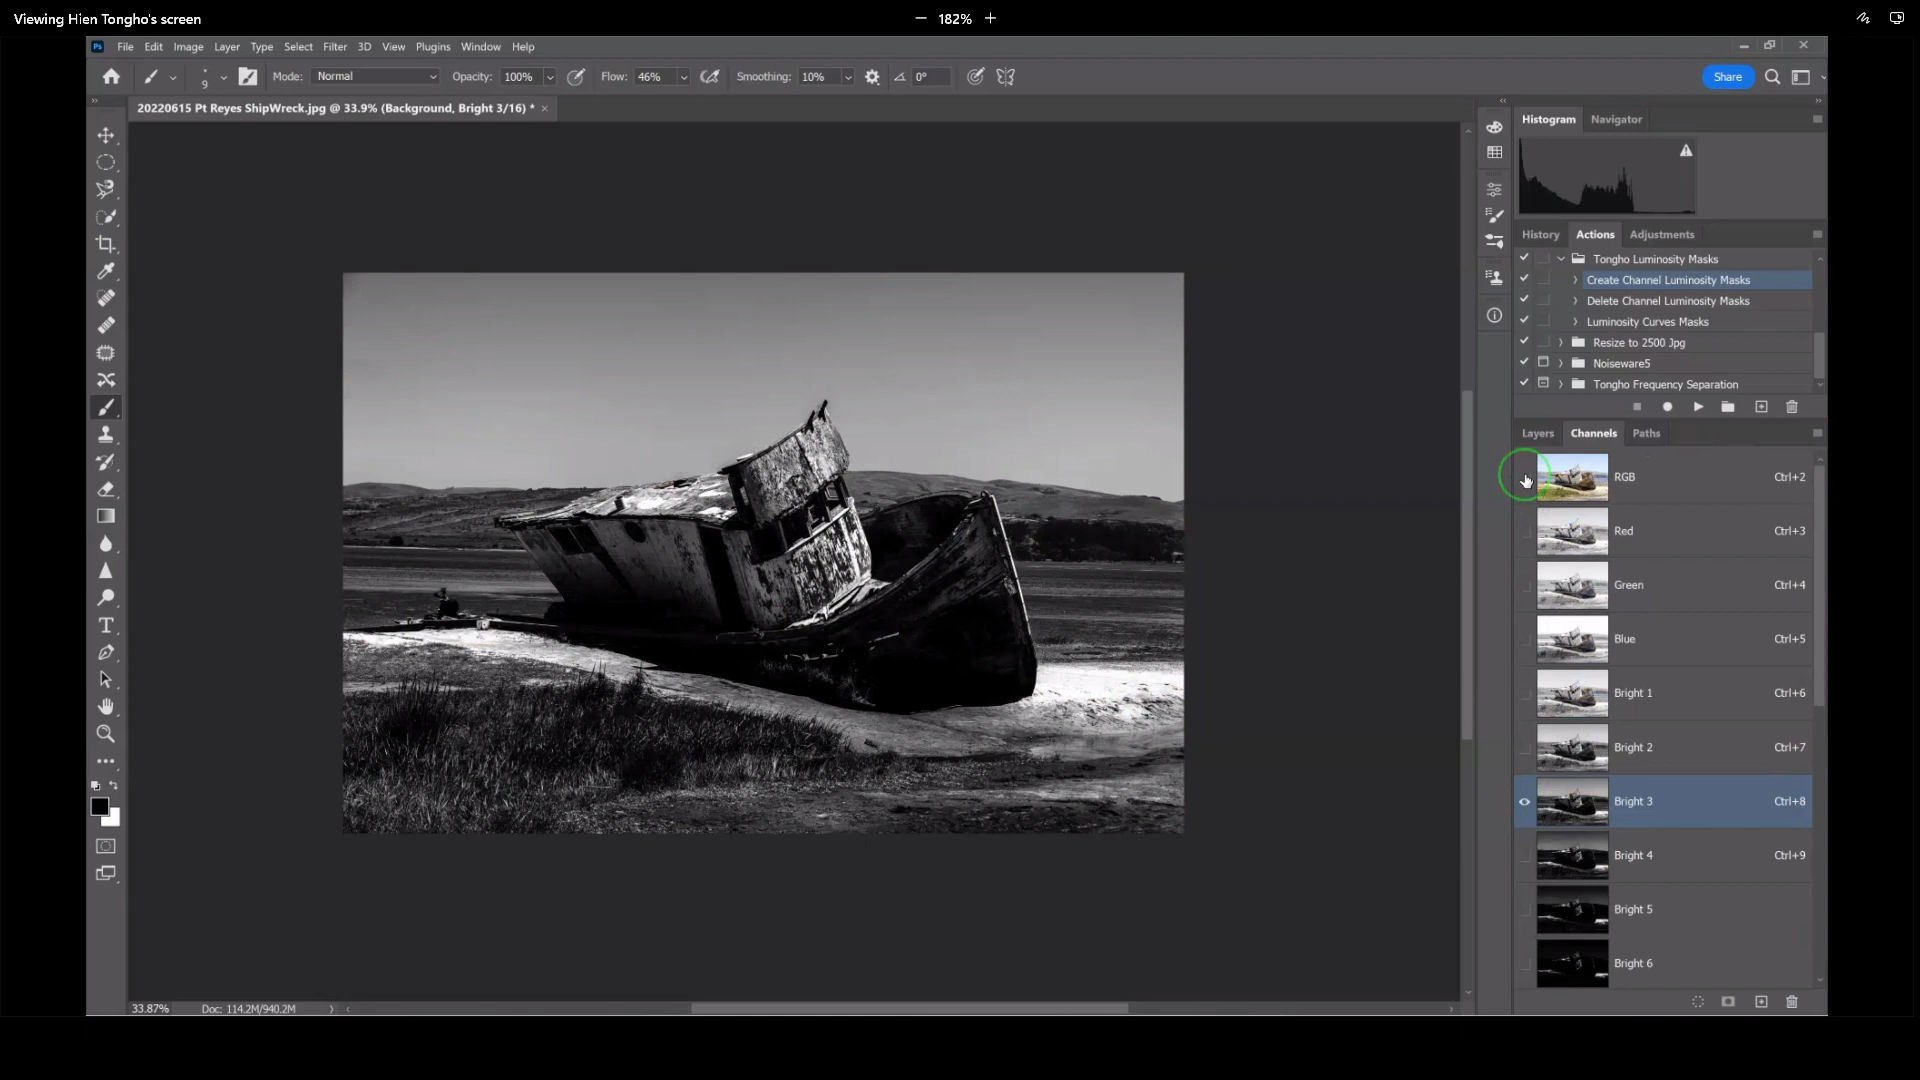 Viewing Hien Tongho's screen
182%
Ps File Edit Image Layer Type Select Filter 3D View Plugins Window Help
9 Mode: Normal Opacity: 100% Flow: 46% Smoothing: 10% 0° Share
20220615 Pt Reyes ShipWreck.jpg @ 33.9% (Background, Bright 3/16) *
Histogram Navigator
History Actions Adjustments
Tongho Luminosity Masks
Create Channel Luminosity Masks
Delete Channel Luminosity Masks
Luminosity Curves Masks
Resize to 2500 Jpg
Noiseware5
Tongho Frequency Separation
Layers Channels Paths
RGB Ctrl+2
Red Ctrl+3
Green Ctrl+4
Blue Ctrl+5
Bright 1 Ctrl+6
Bright 2 Ctrl+7
Bright 3 Ctrl+8
Bright 4 Ctrl+9
Bright 5
Bright 6
33.87% Doc: 114.2M/940.2M